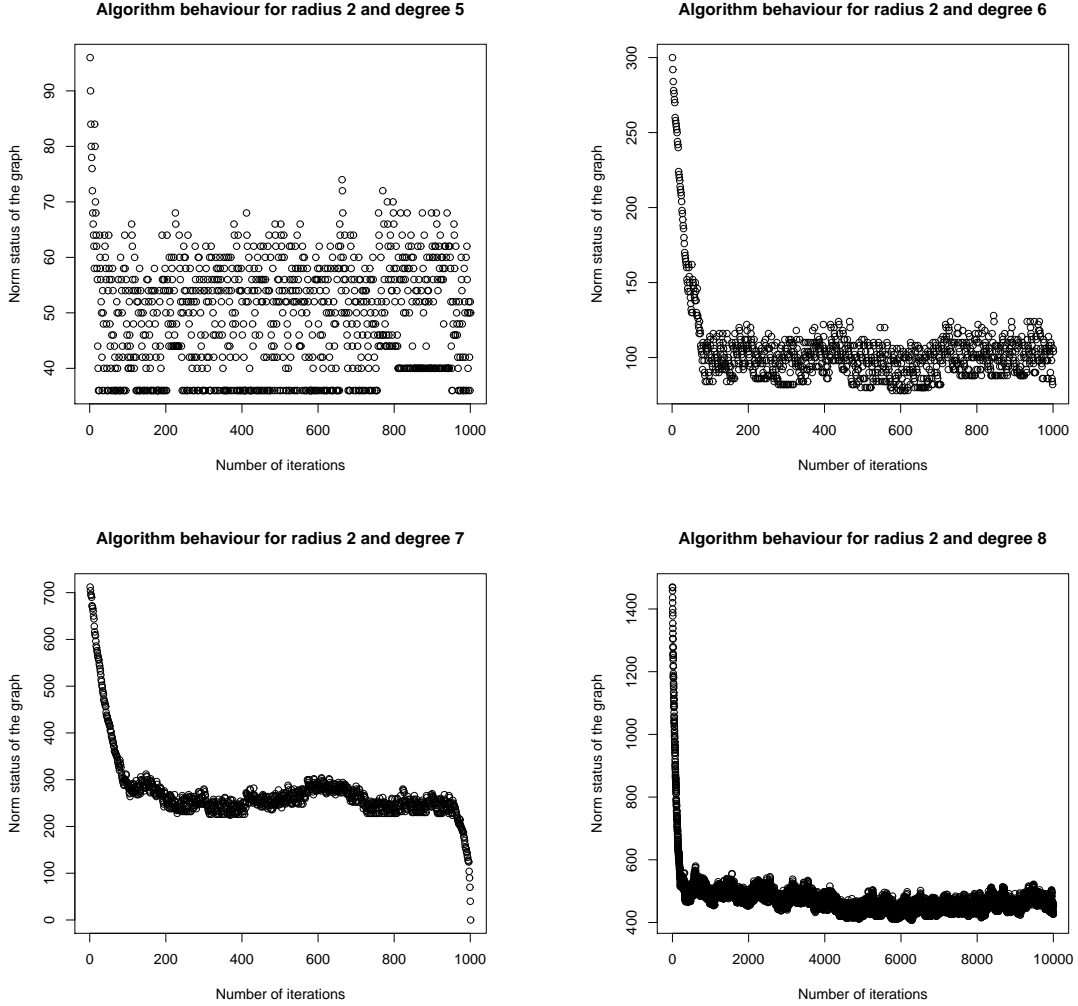 Algorithm behaviour for radius 2 and degree 5
Norm status of the graph
90
80
70
60
50
40
0 200 400 600 800 1000
Number of iterations
Algorithm behaviour for radius 2 and degree 6
Norm status of the graph
300
250
200
150
100
0 200 400 600 800 1000
Number of iterations
Algorithm behaviour for radius 2 and degree 7
Norm status of the graph
700
600
500
400
300
200
100
0
0 200 400 600 800 1000
Number of iterations
Algorithm behaviour for radius 2 and degree 8
Norm status of the graph
1400
1200
1000
800
600
400
0 2000 4000 6000 8000 10000
Number of iterations